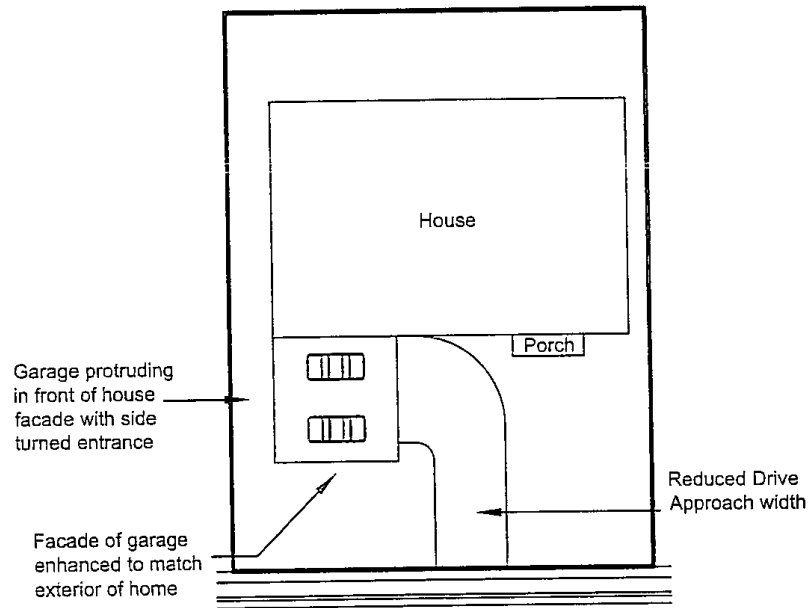 House
Porch
Garage protruding
in front of house
facade with side
turned entrance
Reduced Drive
Approach width
Facade of garage
enhanced to match
exterior of home